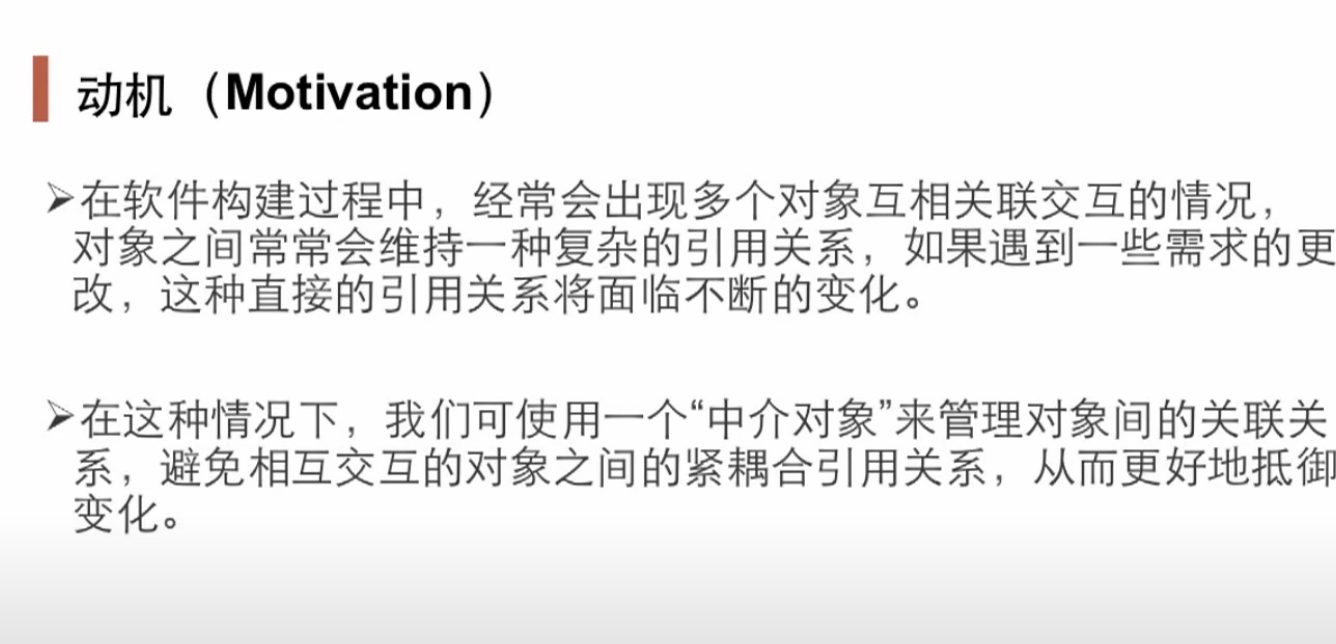 动机（Motivation）
➢在软件构建过程中，经常会出现多个对象互相关联交互的情况，
对象之间常常会维持一种复杂的引用关系，如果遇到一些需求的更
改，这种直接的引用关系将面临不断的变化。
➢在这种情况下，我们可使用一个“中介对象”来管理对象间的关联关
系，避免相互交互的对象之间的紧耦合引用关系，从而更好地抵御
变化。